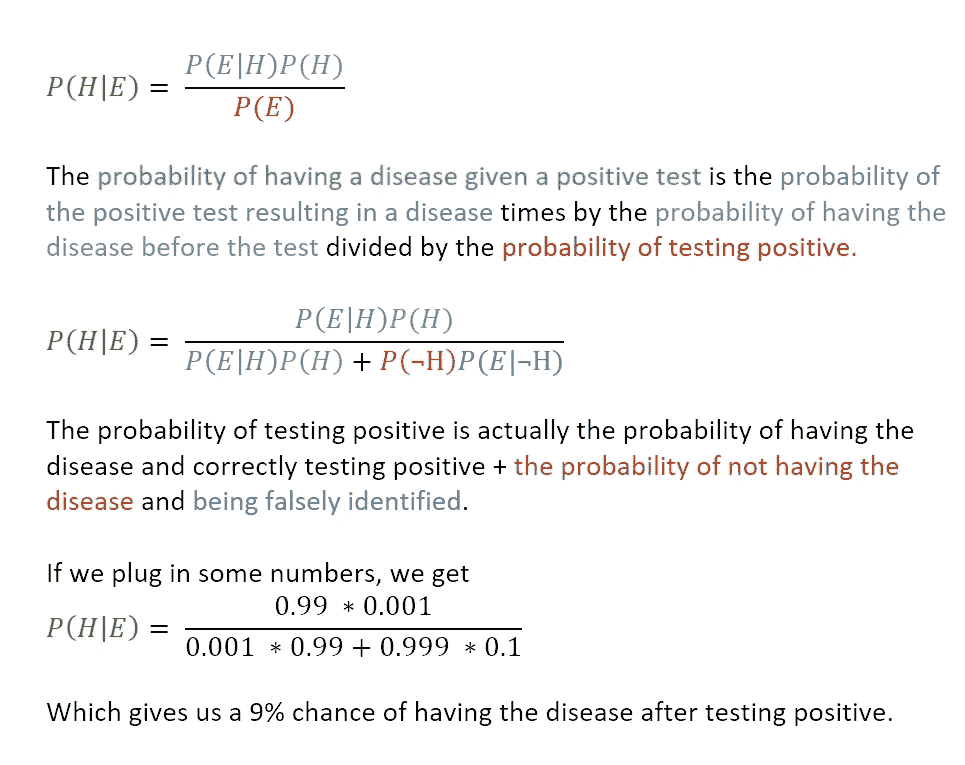 P(H|E) = P(E|H)P(H) / P(E)
The probability of having a disease given a positive test is the probability of
the positive test resulting in a disease times by the probability of having the
disease before the test divided by the probability of testing positive.
P(H|E) = P(E|H)P(H) / P(E|H)P(H) + P(¬H)P(E|¬H)
The probability of testing positive is actually the probability of having the
disease and correctly testing positive + the probability of not having the
disease and being falsely identified.
If we plug in some numbers, we get
P(H|E) = 0.99 * 0.001 / 0.001 * 0.99 + 0.999 * 0.1
Which gives us a 9% chance of having the disease after testing positive.